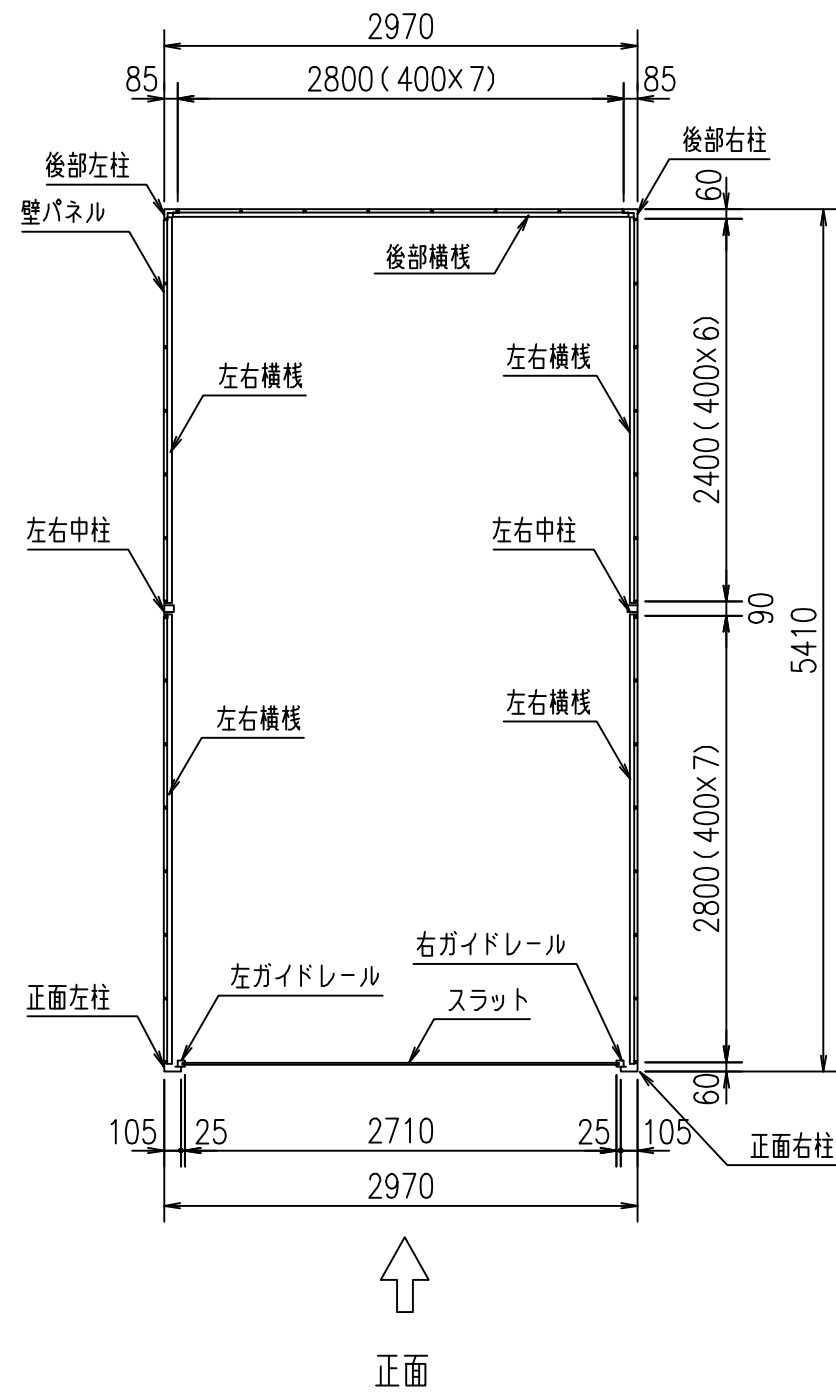 2970
85
2800(400×7)
85
後部左柱
後部右柱
壁パネル
60
後部横桟
左右横桟
左右横桟
2400(400×6)
左右中柱
左右中柱
90
5410
左右横桟
左右横桟
2800(400×7)
右ガイドレール
左ガイドレール
正面左柱
スラット
60
105
25
2710
25
105
正面右柱
2970
正面